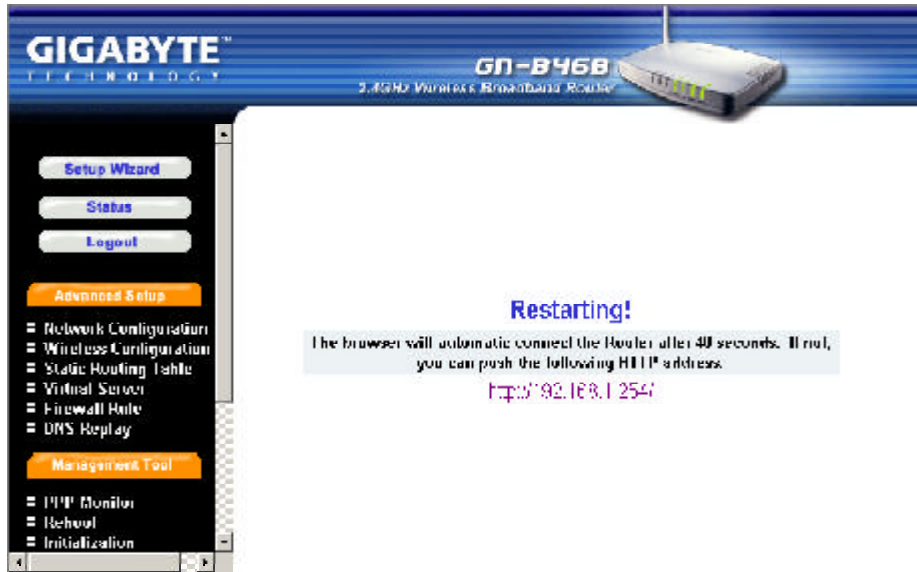 GIGABYTE™
TECHNOLOGY
GN-B46B
2.4GHz Wireless Broadband Router
Setup Wizard
Status
Logout
Advanced Setup
Network Configuration
Wireless Configuration
Static Routing Table
Virtual Server
Firewall Rule
DNS Replay
Management Tool
PPP Monitor
Reboot
Initialization
Restarting!
The browser will automatic connect the Router after 40 seconds. If not,
you can push the following HTTP address.
http://192.168.1.254/